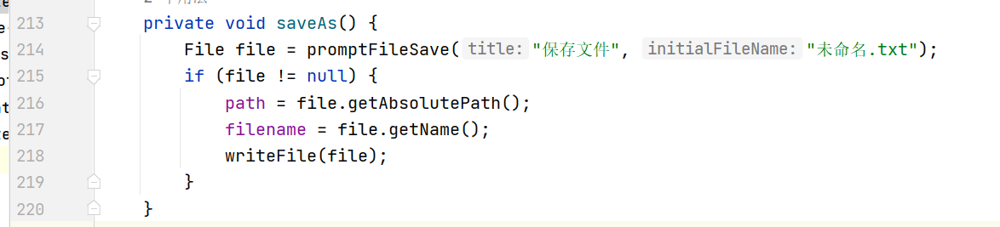 213 private void saveAs() {
214 File file = promptFileSave( title: "保存文件", initialFileName: "未命名.txt");
215 if (file != null) {
216 path = file.getAbsolutePath();
217 filename = file.getName();
218 writeFile(file);
219 }
220 }